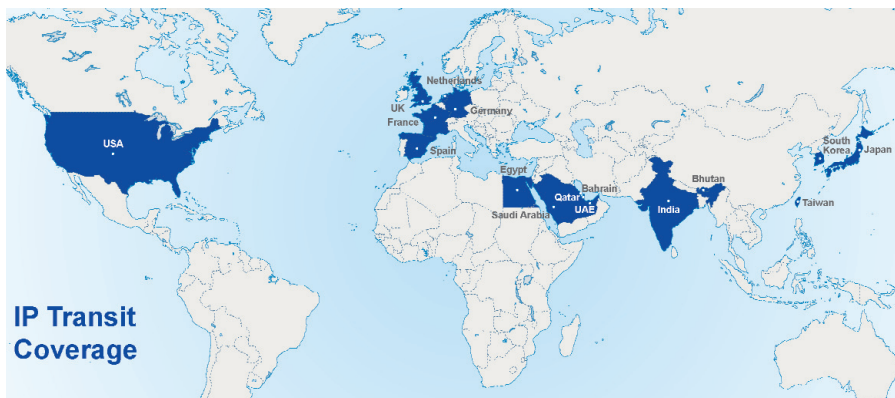 Netherlands
UK
Germany
France
USA
Spain
South
Korea
Japan
Egypt
Bahrain
Bhutan
Qatar
Saudi Arabia
UAE
India
Taiwan
IP Transit
Coverage